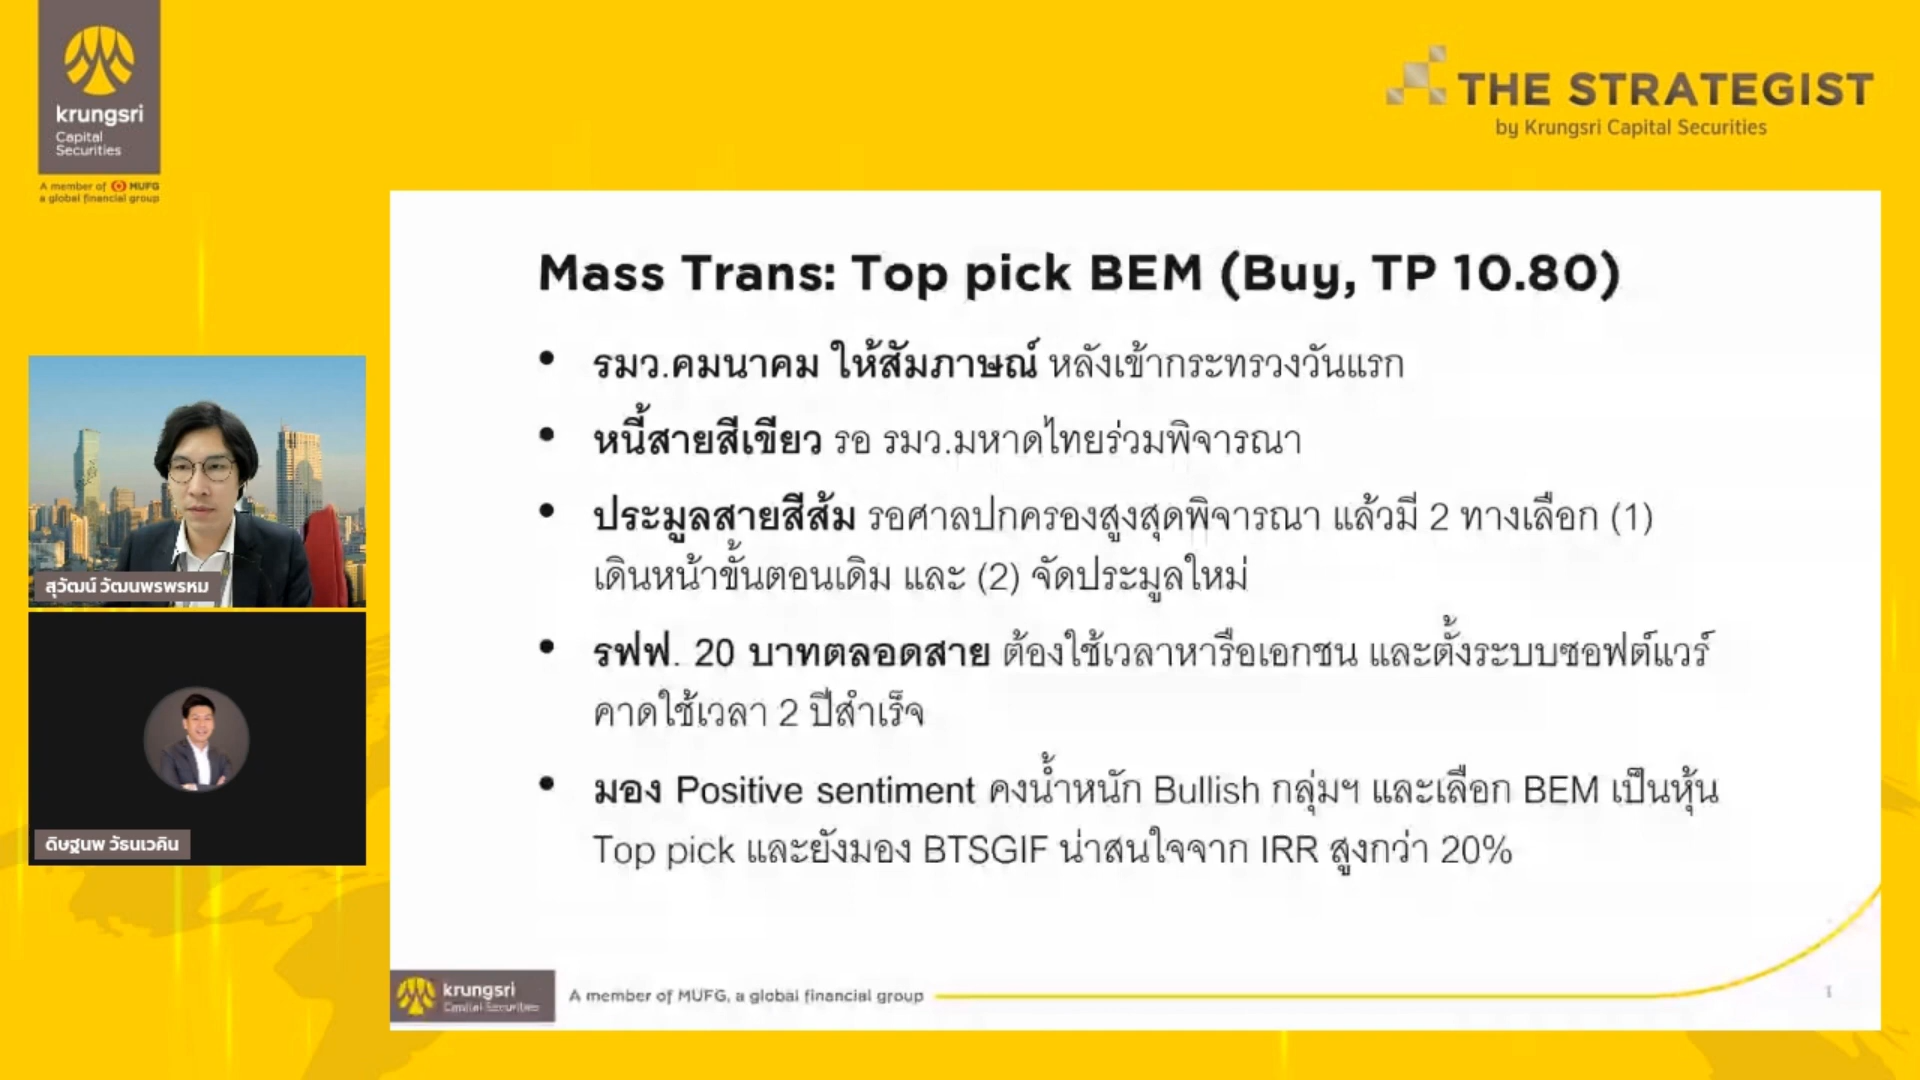 krungsri
Capital
Securities
A member of MUFG
a global financial group
THE STRATEGIST
by Krungsri Capital Securities
Mass Trans: Top pick BEM (Buy, TP 10.80)
• รมว.คมนาคม ให้สัมภาษณ์ หลังเข้ากระทรวงวันแรก
• หนี้สายสีเขียว รอ รมว.มหาดไทยร่วมพิจารณา
• ประมูลสายสีส้ม รอศาลปกครองสูงสุดพิจารณา แล้วมี 2 ทางเลือก (1)
เดินหน้าขั้นตอนเดิม และ (2) จัดประมูลใหม่
• รฟฟ. 20 บาทตลอดสาย ต้องใช้เวลาหารือเอกชน และตั้งระบบซอฟต์แวร์
คาดใช้เวลา 2 ปีสำเร็จ
• มอง Positive sentiment คงน้ำหนัก Bullish กลุ่มฯ และเลือก BEM เป็นหุ้น
Top pick และยังมอง BTSGIF น่าสนใจจาก IRR สูงกว่า 20%
สุวัฒน์ วัฒนพรพรหม
ดิษฐนพ วัธนเวคิน
krungsri
Capital Securities
A member of MUFG, a global financial group
1